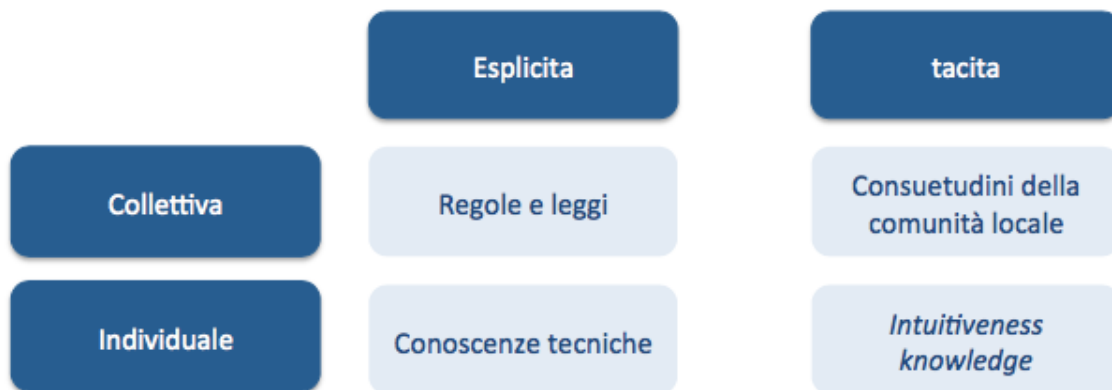 Esplicita
tacita
Collettiva
Regole e leggi
Consuetudini della
comunità locale
Individuale
Conoscenze tecniche
Intuitiveness
knowledge